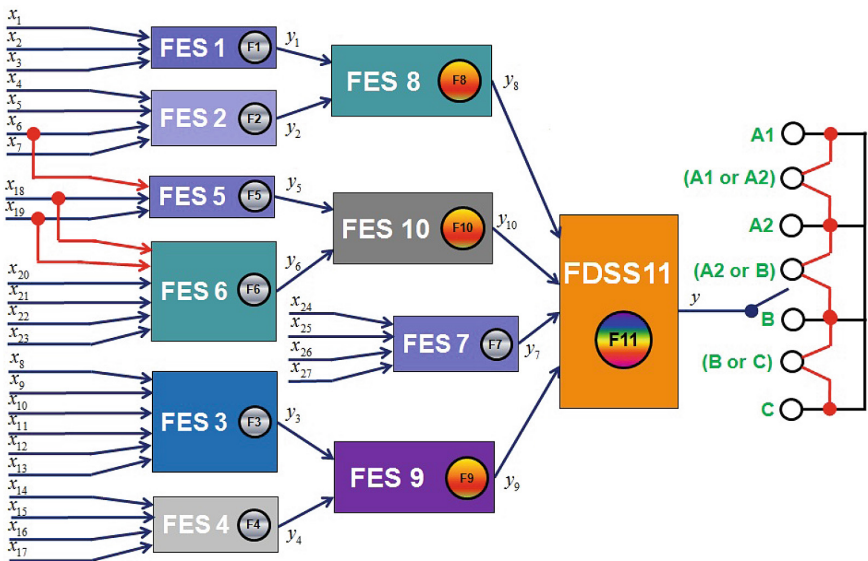 x1
x2
x3
FES 1 F1
y1
x4
x5
x6
x7
FES 2 F2
y2
FES 8 F8
y8
x18
x19
FES 5 F5
y5
x20
x21
x22
x23
FES 6 F6
y6
FES 10 F10
y10
x24
x25
x26
x27
FES 7 F7
y7
x8
x9
x10
x11
x12
x13
FES 3 F3
y3
x14
x15
x16
x17
FES 4 F4
y4
FES 9 F9
y9
FDSS11
F11
y
A1
(A1 or A2)
A2
(A2 or B)
B
(B or C)
C